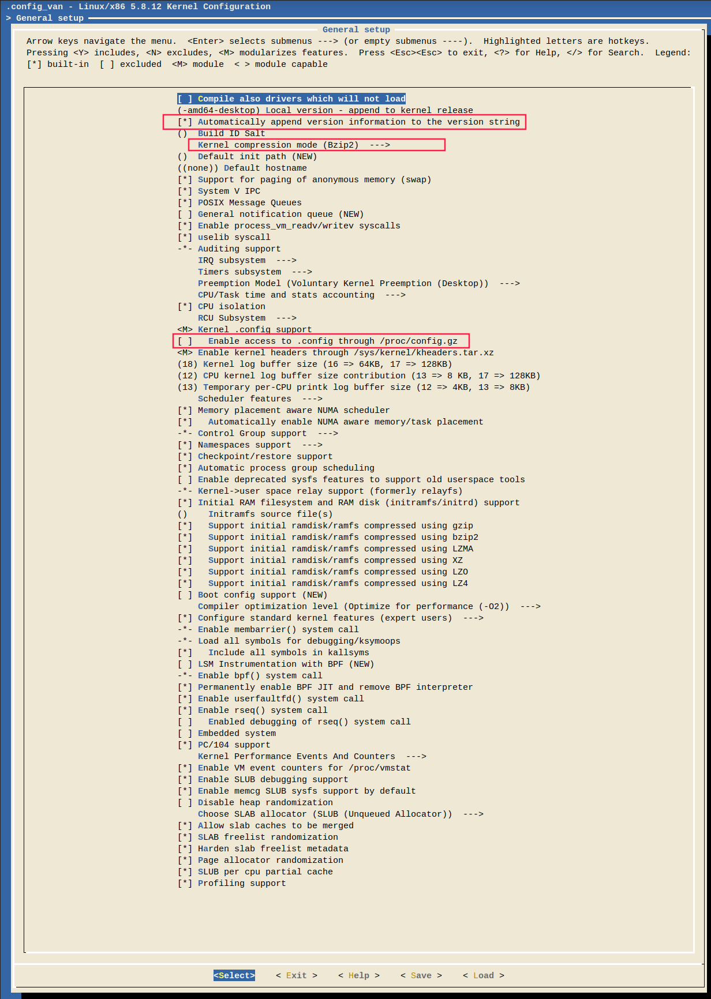 .config_van - Linux/x86 5.8.12 Kernel Configuration
> General setup
General setup
Arrow keys navigate the menu.  <Enter> selects submenus ---> (or empty submenus ----).  Highlighted letters are hotkeys.
Pressing <Y> includes, <N> excludes, <M> modularizes features.  Press <Esc><Esc> to exit, <?> for Help, </> for Search.  Legend:
[*] built-in  [ ] excluded  <M> module  < > module capable
[ ] Compile also drivers which will not load
(-amd64-desktop) Local version - append to kernel release
[*] Automatically append version information to the version string
()  Build ID Salt
    Kernel compression mode (Bzip2)  --->
()  Default init path (NEW)
((none)) Default hostname
[*] Support for paging of anonymous memory (swap)
[*] System V IPC
[*] POSIX Message Queues
[ ] General notification queue (NEW)
[*] Enable process_vm_readv/writev syscalls
[*] uselib syscall
-*- Auditing support
    IRQ subsystem  --->
    Timers subsystem  --->
    Preemption Model (Voluntary Kernel Preemption (Desktop))  --->
    CPU/Task time and stats accounting  --->
[*] CPU isolation
    RCU Subsystem  --->
<M> Kernel .config support
[ ]   Enable access to .config through /proc/config.gz
<M> Enable kernel headers through /sys/kernel/kheaders.tar.xz
(18) Kernel log buffer size (16 => 64KB, 17 => 128KB)
(12) CPU kernel log buffer size contribution (13 => 8 KB, 17 => 128KB)
(13) Temporary per-CPU printk log buffer size (12 => 4KB, 13 => 8KB)
    Scheduler features  --->
[*] Memory placement aware NUMA scheduler
[*]   Automatically enable NUMA aware memory/task placement
-*- Control Group support  --->
[*] Namespaces support  --->
[*] Checkpoint/restore support
[*] Automatic process group scheduling
[ ] Enable deprecated sysfs features to support old userspace tools
-*- Kernel->user space relay support (formerly relayfs)
[*] Initial RAM filesystem and RAM disk (initramfs/initrd) support
()    Initramfs source file(s)
[*]   Support initial ramdisk/ramfs compressed using gzip
[*]   Support initial ramdisk/ramfs compressed using bzip2
[*]   Support initial ramdisk/ramfs compressed using LZMA
[*]   Support initial ramdisk/ramfs compressed using XZ
[*]   Support initial ramdisk/ramfs compressed using LZO
[*]   Support initial ramdisk/ramfs compressed using LZ4
[ ] Boot config support (NEW)
    Compiler optimization level (Optimize for performance (-O2))  --->
[*] Configure standard kernel features (expert users)  --->
-*- Enable membarrier() system call
-*- Load all symbols for debugging/ksymoops
[*]   Include all symbols in kallsyms
[ ] LSM Instrumentation with BPF (NEW)
-*- Enable bpf() system call
[*] Permanently enable BPF JIT and remove BPF interpreter
[*] Enable userfaultfd() system call
[*] Enable rseq() system call
[ ]   Enabled debugging of rseq() system call
[ ] Embedded system
[*] PC/104 support
    Kernel Performance Events And Counters  --->
[*] Enable VM event counters for /proc/vmstat
[*] Enable SLUB debugging support
[*] Enable memcg SLUB sysfs support by default
[ ] Disable heap randomization
    Choose SLAB allocator (SLUB (Unqueued Allocator))  --->
[*] Allow slab caches to be merged
[*] SLAB freelist randomization
[*] Harden slab freelist metadata
[*] Page allocator randomization
[*] SLUB per cpu partial cache
[*] Profiling support
<Select>    < Exit >    < Help >    < Save >    < Load >